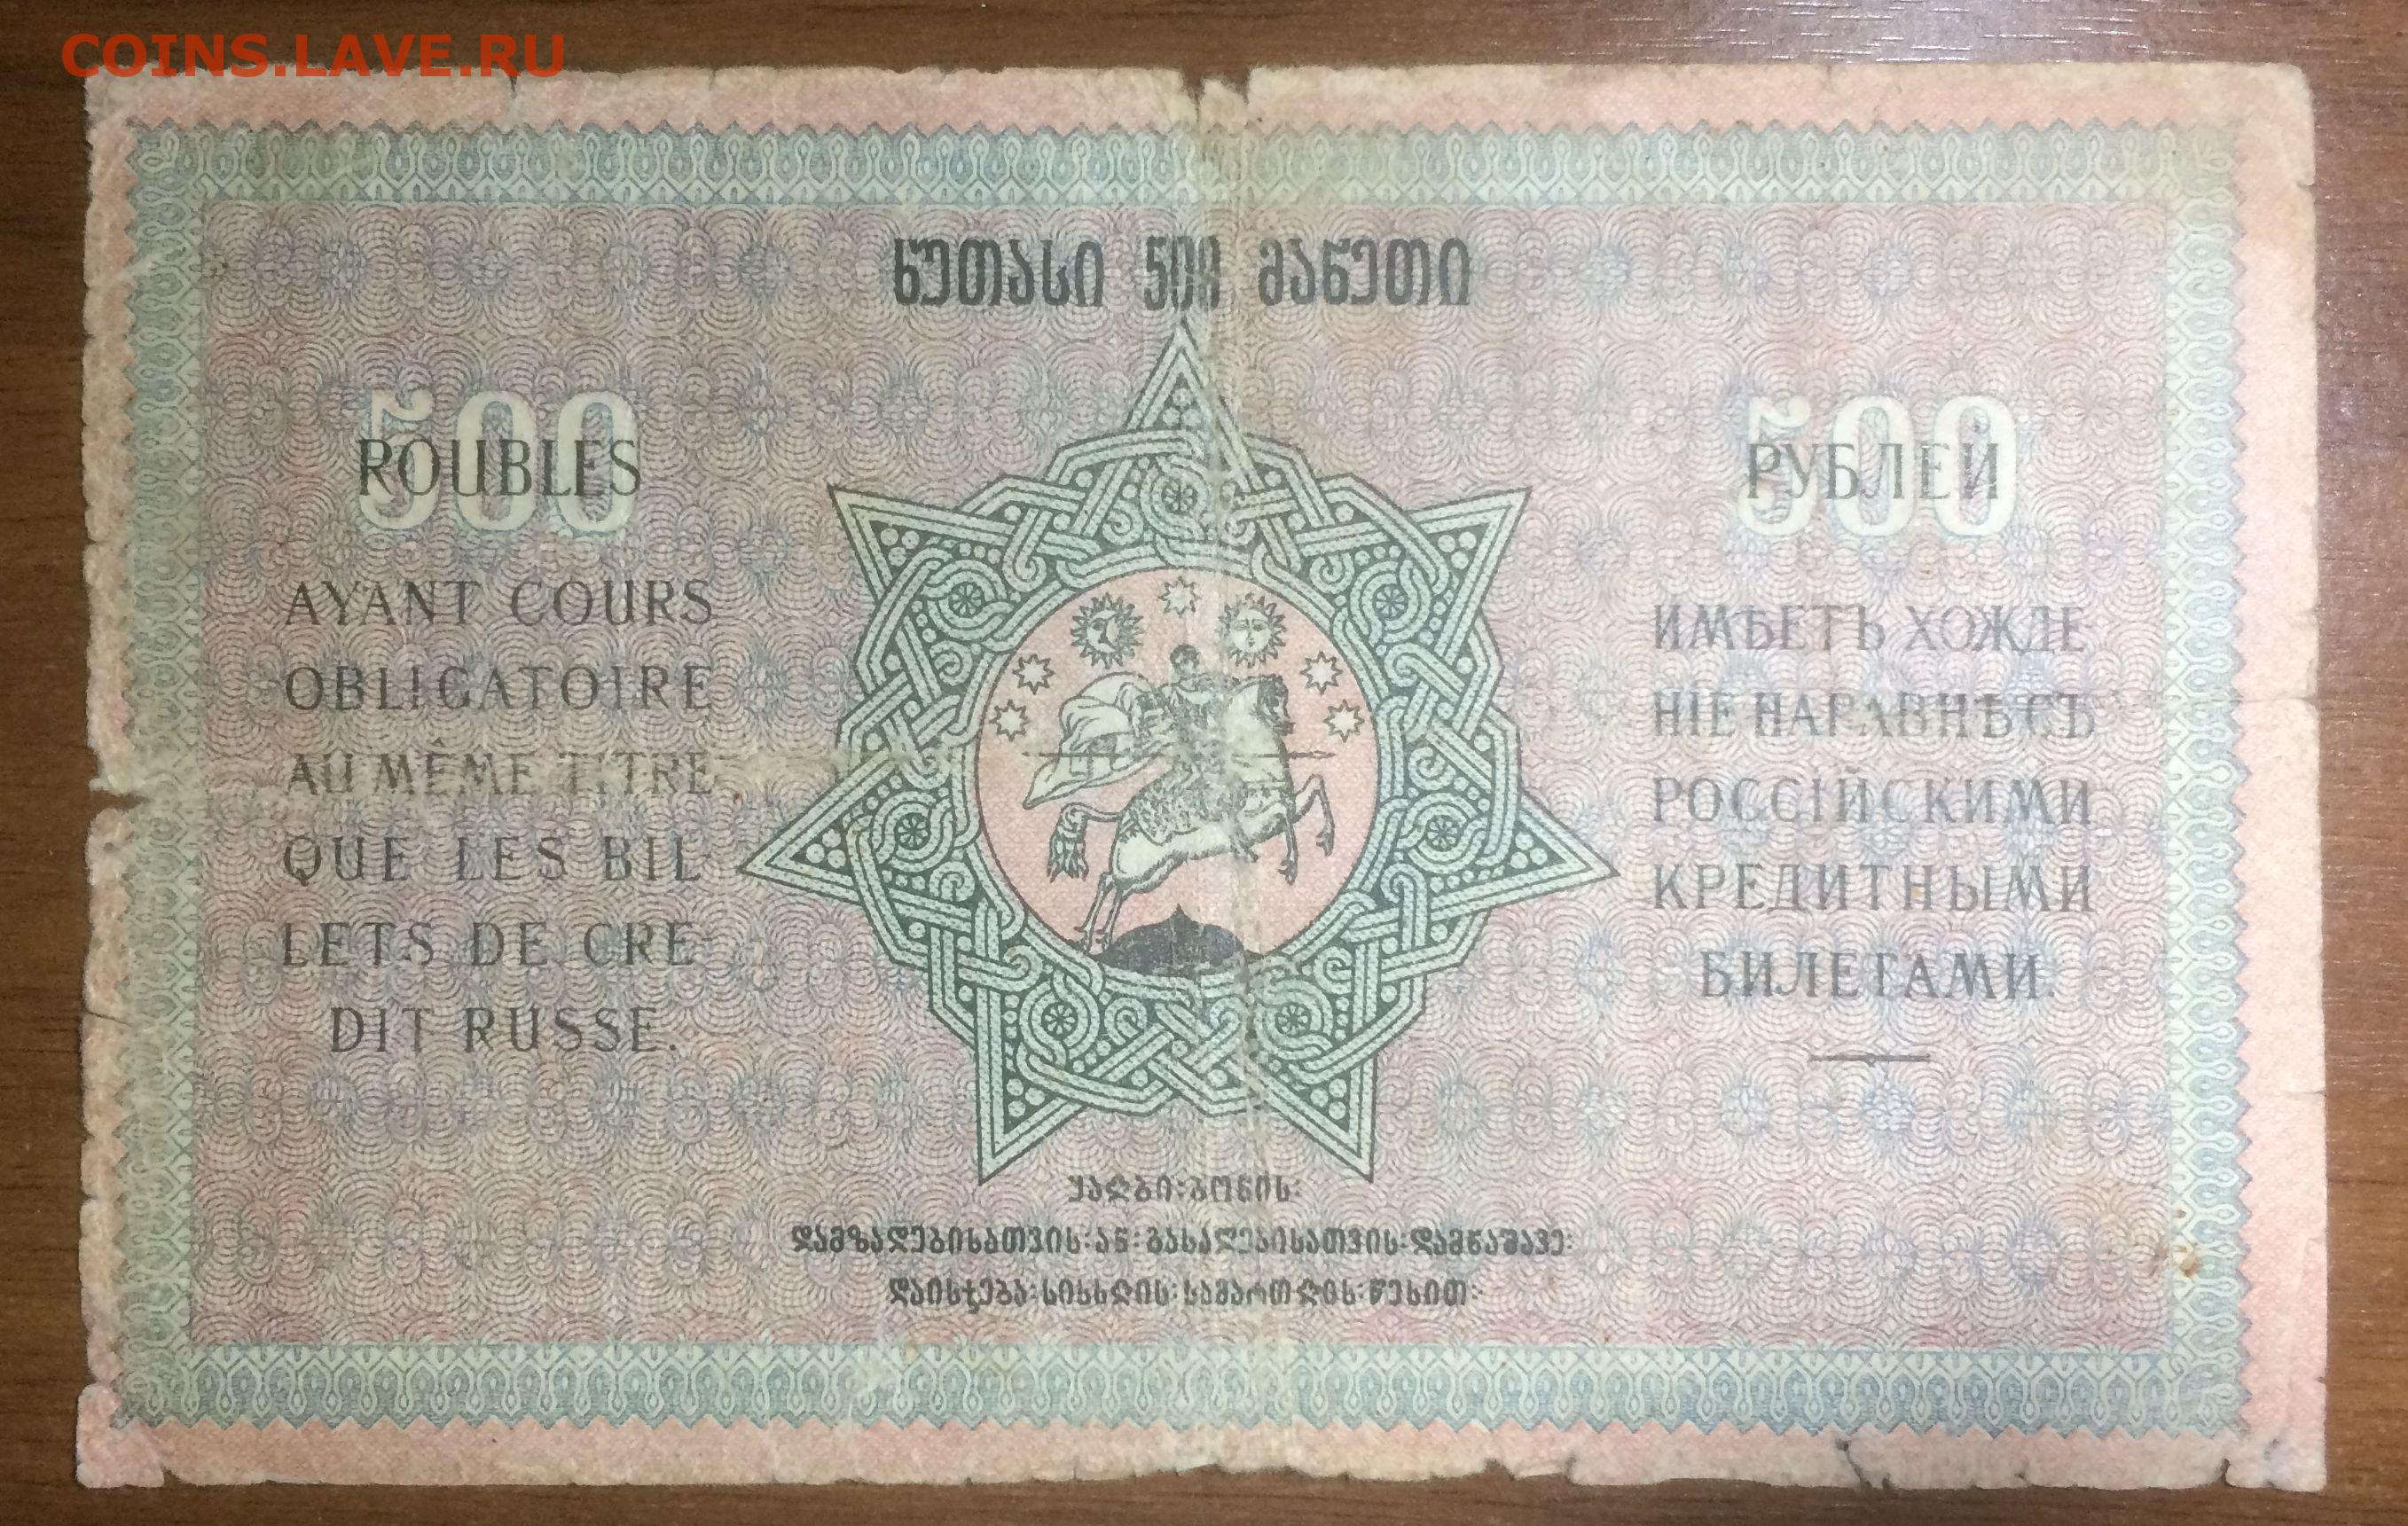 COINS.LAVE.RU
ხუთასი 500 მანეთი
500
ROUBLES
AYANT COURS
OBLIGATOIRE
AU MÊME TITRE
QUE LES BIL-
LETS DE CRE-
DIT RUSSE.
500
РУБЛЕЙ
ИМѢЕТЪ ХОЖДЕ-
НІЕ НАРАВНѢ СЪ
РОССІЙСКИМИ
КРЕДИТНЫМИ
БИЛЕТАМИ.
ყალბი:ბონის:
დამზადებისათვის:ან:გასაღებისათვის:დამნაშავე:
დაისჯება:სისხლის:სამართლის:წესით: